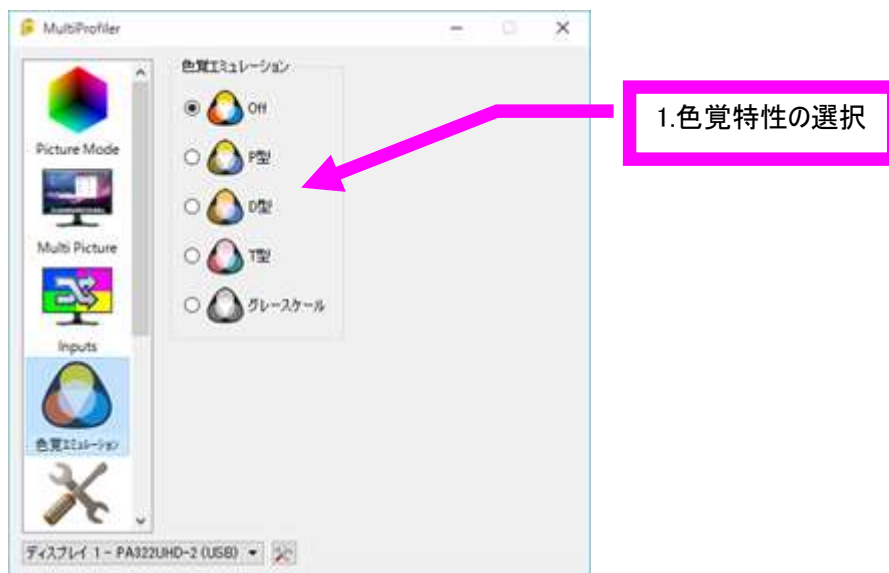 MultiProfiler
色覚エミュレーション
Off
P型
D型
T型
グレースケール
Picture Mode
Multi Picture
Inputs
色覚エミュレーション
ディスプレイ 1 - PA322UHD-2 (USB)
1.色覚特性の選択